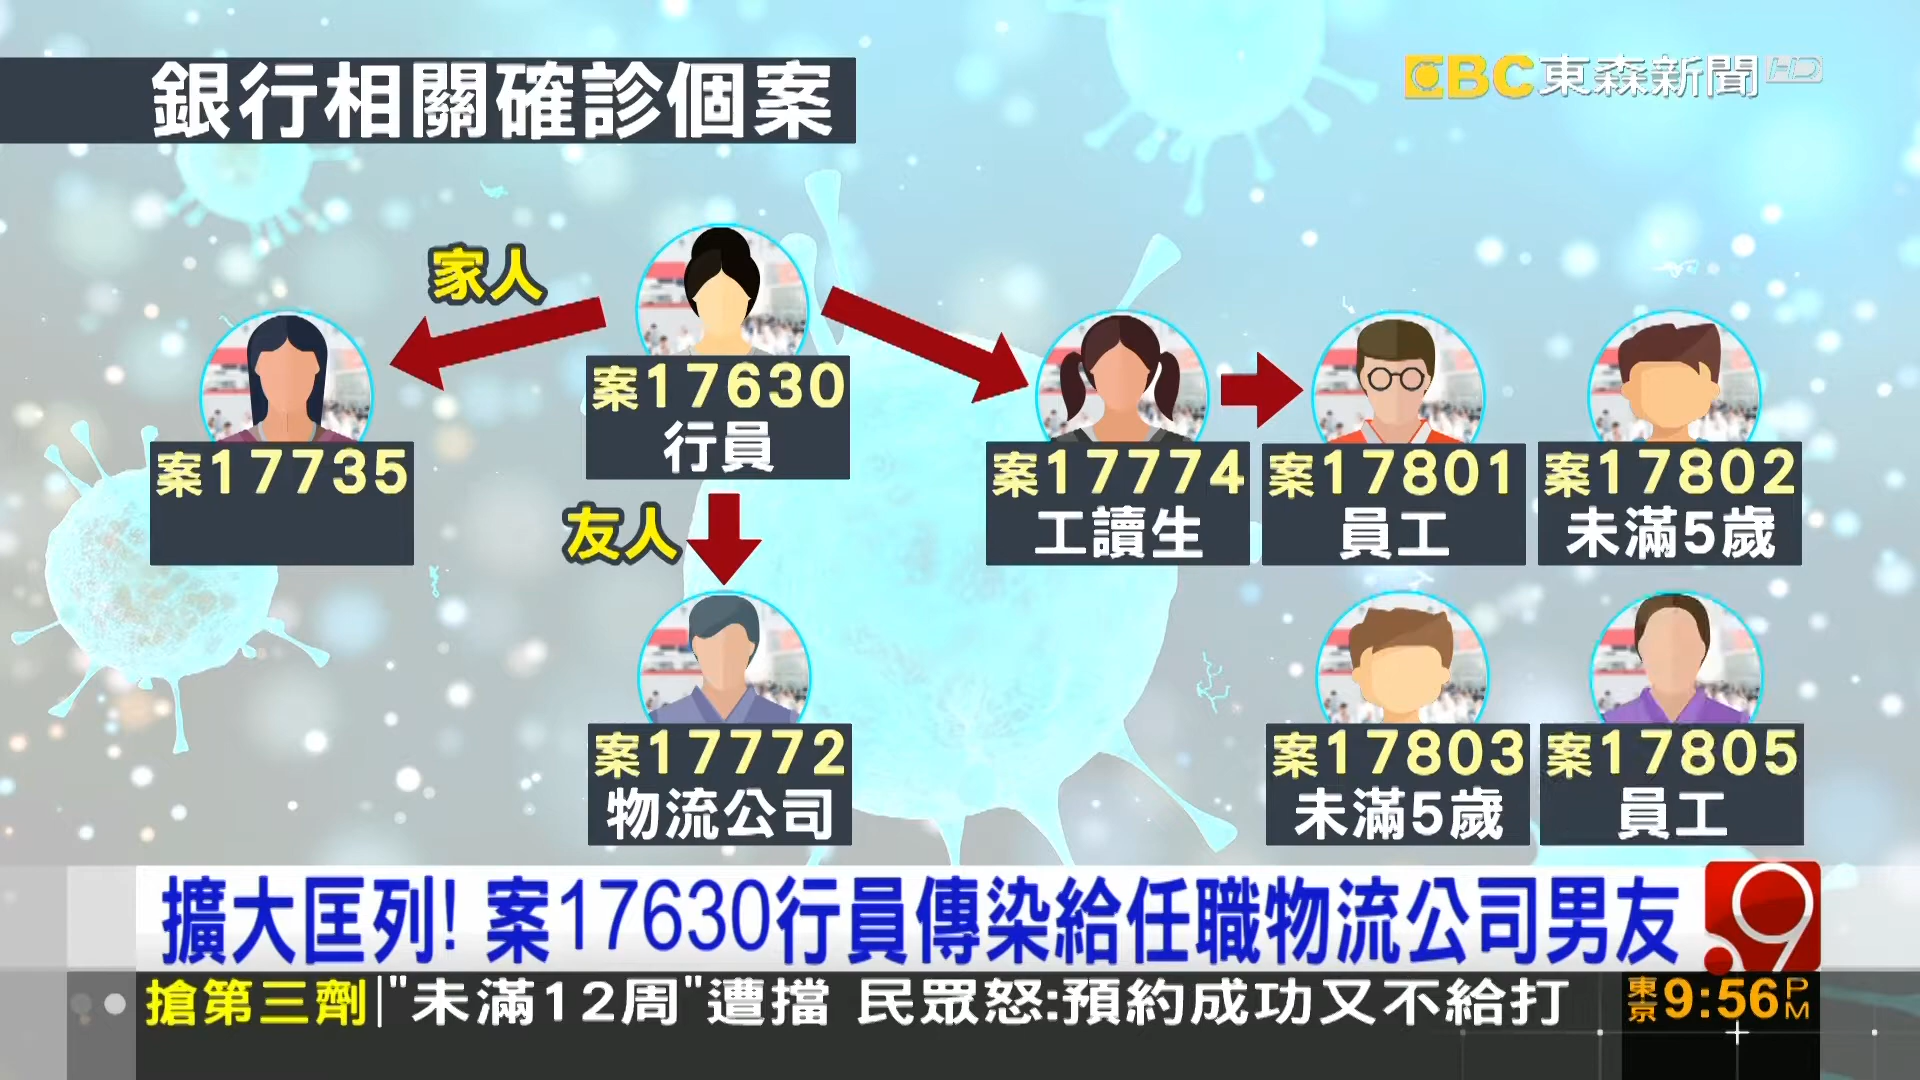 銀行相關確診個案
EBC東森新聞HD
家人
案17630
行員
案17735
友人
案17774
工讀生
案17801
員工
案17802
未滿5歲
案17772
物流公司
案17803
未滿5歲
案17805
員工
擴大匡列! 案17630行員傳染給任職物流公司男友
9
搶第三劑|"未滿12周"遭擋 民眾怒:預約成功又不給打
東京9:56PM